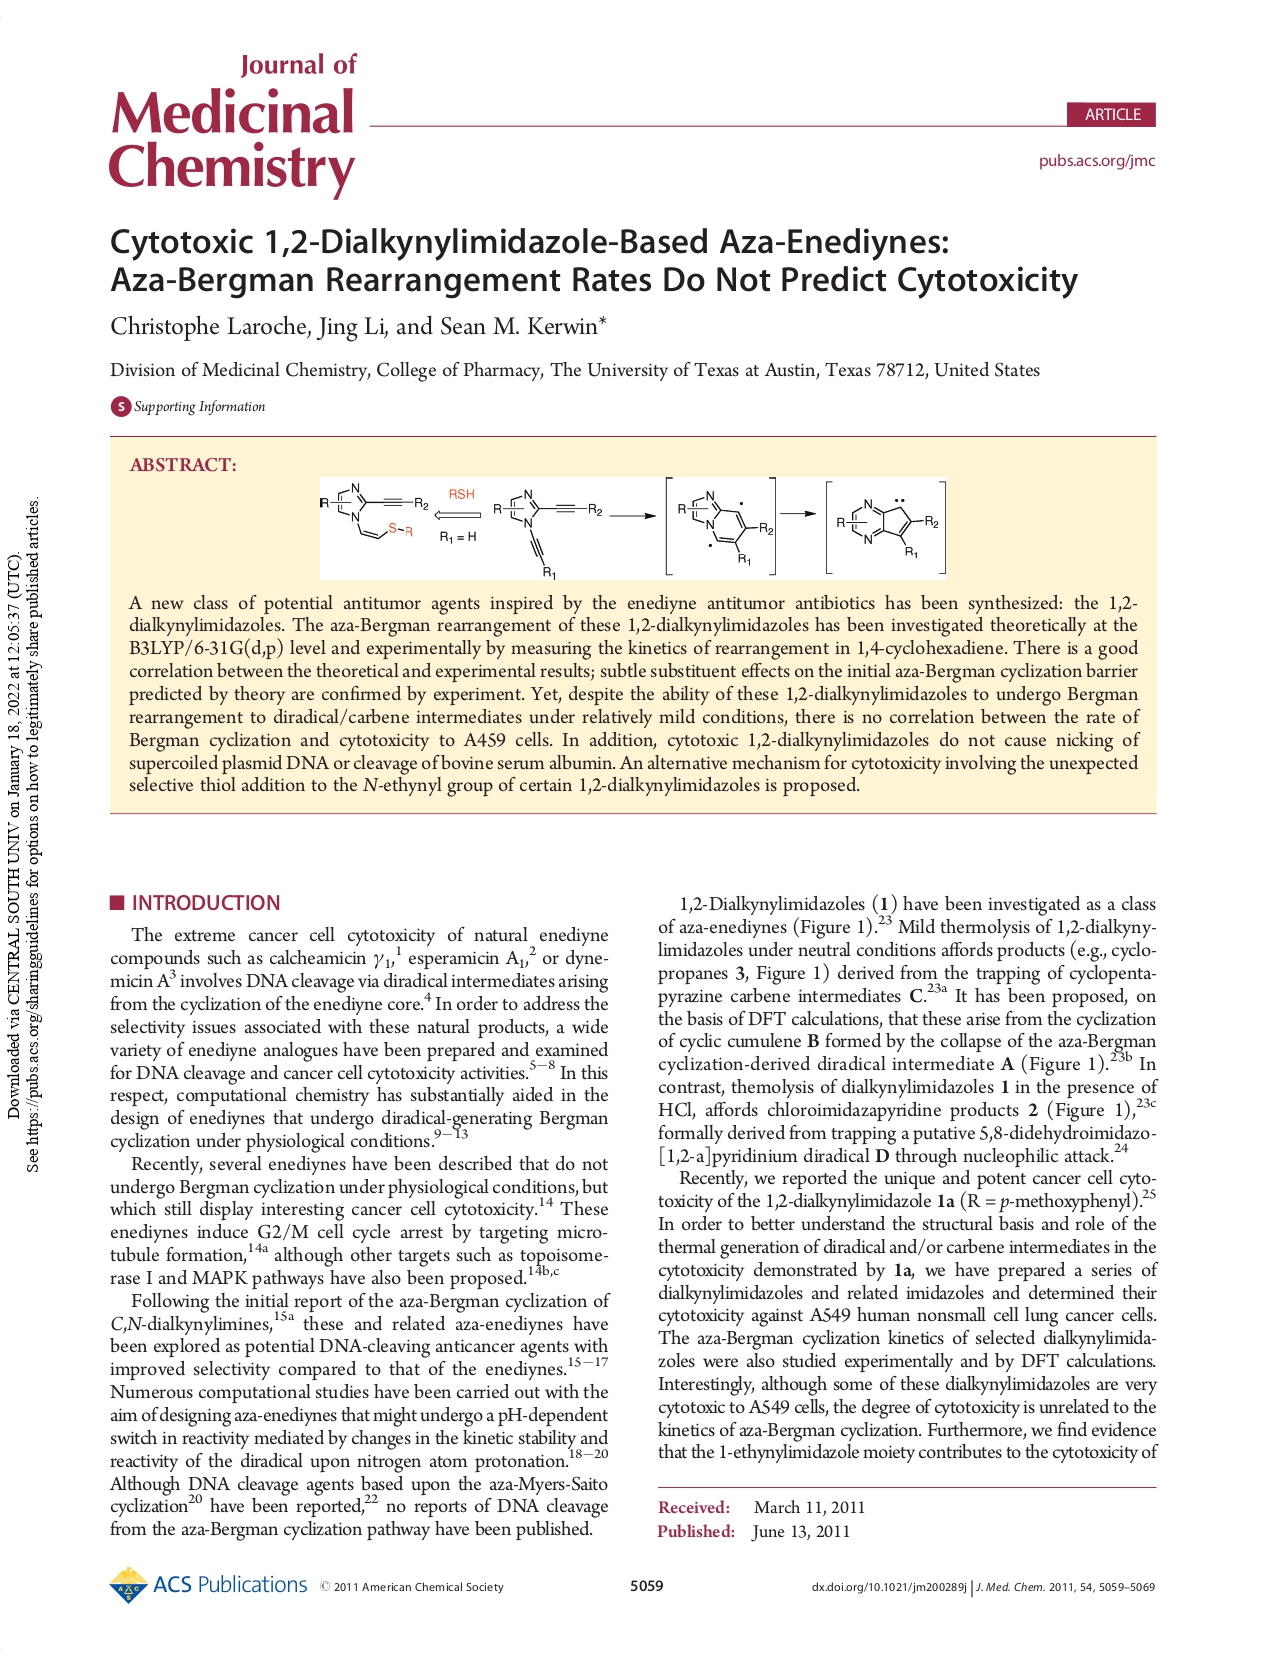 Journal of
Medicinal
Chemistry
ARTICLE
pubs.acs.org/jmc
Cytotoxic 1,2-Dialkynylimidazole-Based Aza-Enediynes:
Aza-Bergman Rearrangement Rates Do Not Predict Cytotoxicity
Christophe Laroche, Jing Li, and Sean M. Kerwin*
Division of Medicinal Chemistry, College of Pharmacy, The University of Texas at Austin, Texas 78712, United States
S Supporting Information
ABSTRACT:
R N N R2 S-R
RSH
R1 = H
R N N R2 R1
R N N R2 R1
R N N R2 R1
A new class of potential antitumor agents inspired by the enediyne antitumor antibiotics has been synthesized: the 1,2-
dialkynylimidazoles. The aza-Bergman rearrangement of these 1,2-dialkynylimidazoles has been investigated theoretically at the
B3LYP/6-31G(d,p) level and experimentally by measuring the kinetics of rearrangement in 1,4-cyclohexadiene. There is a good
correlation between the theoretical and experimental results; subtle substituent effects on the initial aza-Bergman cyclization barrier
predicted by theory are confirmed by experiment. Yet, despite the ability of these 1,2-dialkynylimidazoles to undergo Bergman
rearrangement to diradical/carbene intermediates under relatively mild conditions, there is no correlation between the rate of
Bergman cyclization and cytotoxicity to A459 cells. In addition, cytotoxic 1,2-dialkynylimidazoles do not cause nicking of
supercoiled plasmid DNA or cleavage of bovine serum albumin. An alternative mechanism for cytotoxicity involving the unexpected
selective thiol addition to the N-ethynyl group of certain 1,2-dialkynylimidazoles is proposed.
INTRODUCTION
The extreme cancer cell cytotoxicity of natural enediyne
compounds such as calcheamicin γ1,1 esperamicin A1,2 or dyne-
micin A3 involves DNA cleavage via diradical intermediates arising
from the cyclization of the enediyne core.4 In order to address the
selectivity issues associated with these natural products, a wide
variety of enediyne analogues have been prepared and examined
for DNA cleavage and cancer cell cytotoxicity activities.5−8 In this
respect, computational chemistry has substantially aided in the
design of enediynes that undergo diradical-generating Bergman
cyclization under physiological conditions.9−13
Recently, several enediynes have been described that do not
undergo Bergman cyclization under physiological conditions, but
which still display interesting cancer cell cytotoxicity.14 These
enediynes induce G2/M cell cycle arrest by targeting micro-
tubule formation,14a although other targets such as topoisome-
rase I and MAPK pathways have also been proposed.14b,c
Following the initial report of the aza-Bergman cyclization of
C,N-dialkynylimines,15a these and related aza-enediynes have
been explored as potential DNA-cleaving anticancer agents with
improved selectivity compared to that of the enediynes.15−17
Numerous computational studies have been carried out with the
aim of designing aza-enediynes that might undergo a pH-dependent
switch in reactivity mediated by changes in the kinetic stability and
reactivity of the diradical upon nitrogen atom protonation.18−20
Although DNA cleavage agents based upon the aza-Myers-Saito
cyclization20 have been reported,22 no reports of DNA cleavage
from the aza-Bergman cyclization pathway have been published.
1,2-Dialkynylimidazoles (1) have been investigated as a class
of aza-enediynes (Figure 1).23 Mild thermolysis of 1,2-dialkyny-
limidazoles under neutral conditions affords products (e.g., cyclo-
propanes 3, Figure 1) derived from the trapping of cyclopenta-
pyrazine carbene intermediates C.23a It has been proposed, on
the basis of DFT calculations, that these arise from the cyclization
of cyclic cumulene B formed by the collapse of the aza-Bergman
cyclization-derived diradical intermediate A (Figure 1).23b In
contrast, themolysis of dialkynylimidazoles 1 in the presence of
HCl, affords chloroimidazapyridine products 2 (Figure 1),23c
formally derived from trapping a putative 5,8-didehydroimidazo-
[1,2-a]pyridinium diradical D through nucleophilic attack.24
Recently, we reported the unique and potent cancer cell cyto-
toxicity of the 1,2-dialkynylimidazole 1a (R = p-methoxyphenyl).25
In order to better understand the structural basis and role of the
thermal generation of diradical and/or carbene intermediates in the
cytotoxicity demonstrated by 1a, we have prepared a series of
dialkynylimidazoles and related imidazoles and determined their
cytotoxicity against A549 human nonsmall cell lung cancer cells.
The aza-Bergman cyclization kinetics of selected dialkynylimida-
zoles were also studied experimentally and by DFT calculations.
Interestingly, although some of these dialkynylimidazoles are very
cytotoxic to A549 cells, the degree of cytotoxicity is unrelated to the
kinetics of aza-Bergman cyclization. Furthermore, we find evidence
that the 1-ethynylimidazole moiety contributes to the cytotoxicity of
Received: March 11, 2011
Published: June 13, 2011
ACS Publications © 2011 American Chemical Society
5059
dx.doi.org/10.1021/jm200289j | J. Med. Chem. 2011, 54, 5059–5069
Downloaded via CENTRAL SOUTH UNIV on January 18, 2022 at 12:05:37 (UTC).
See https://pubs.acs.org/sharingguidelines for options on how to legitimately share published articles.